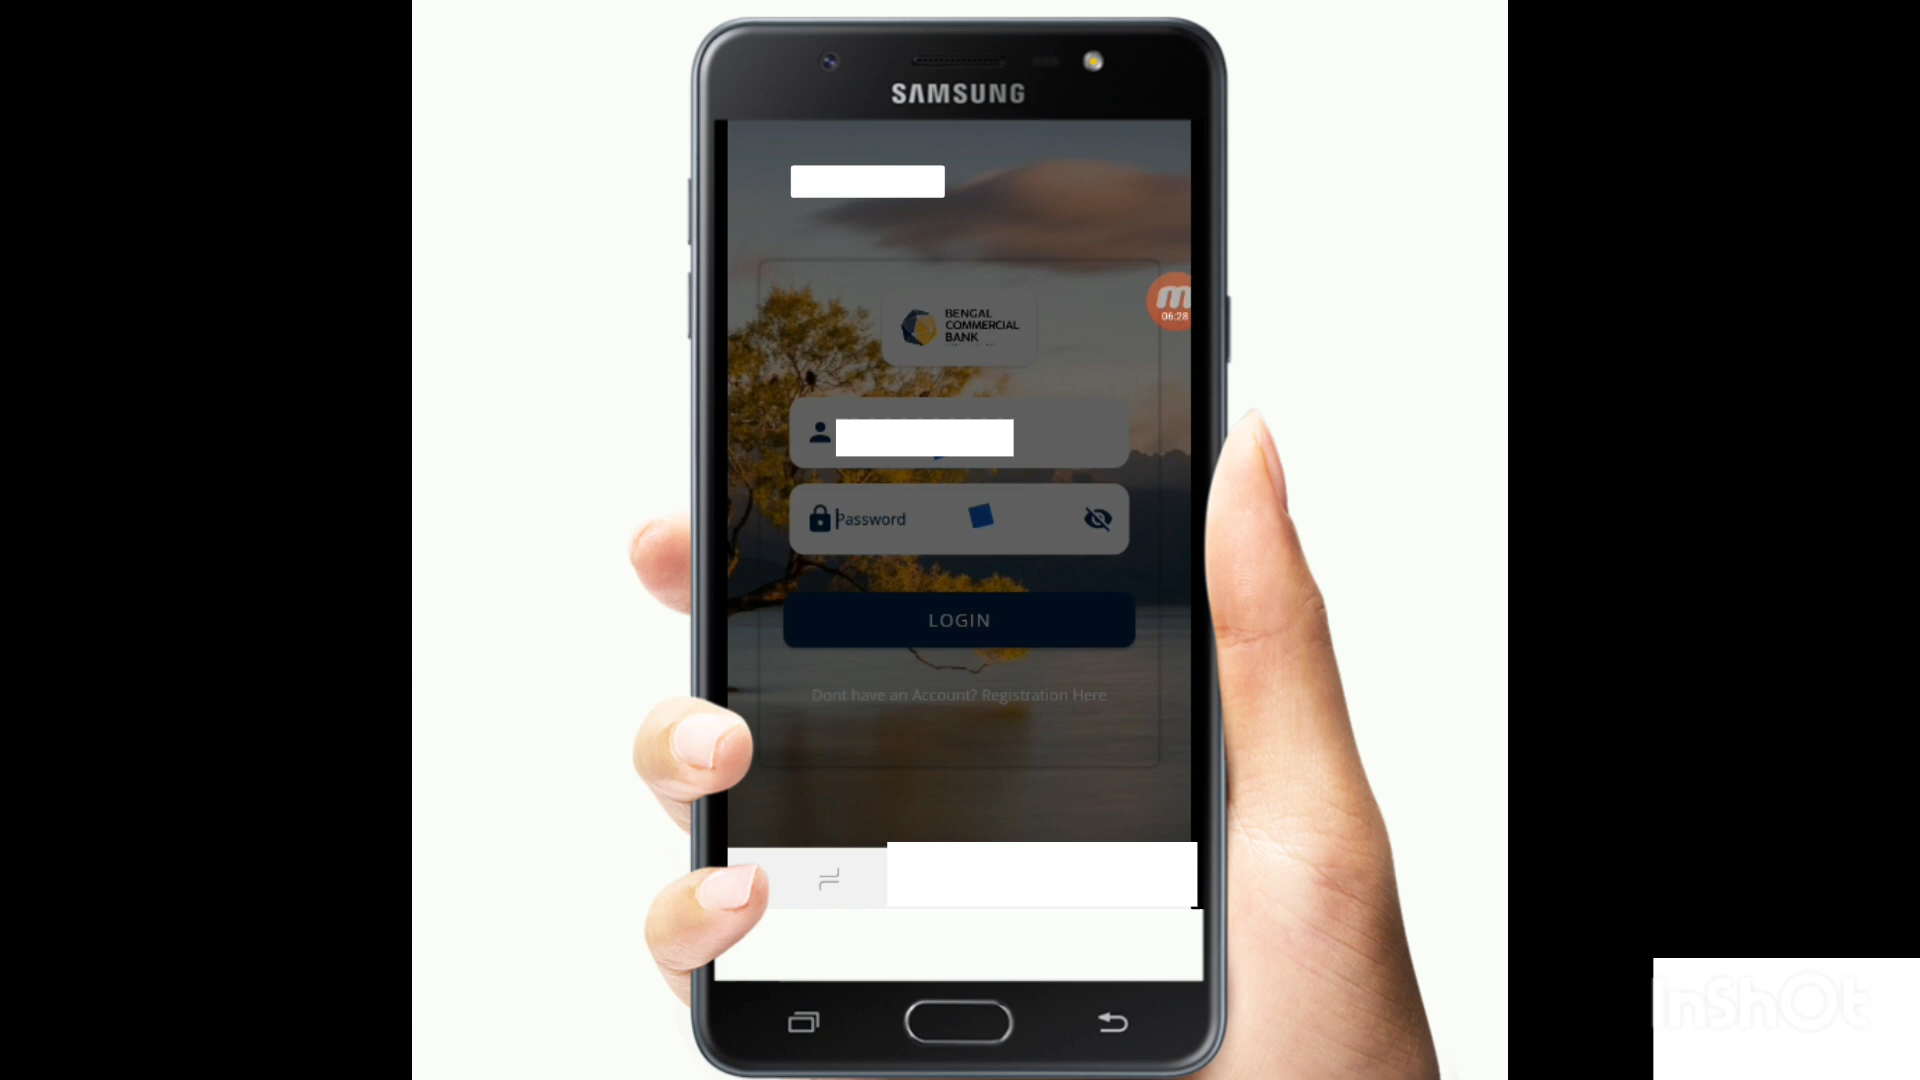 SAMSUNG
BENGAL
COMMERCIAL
BANK
06:28
Password
LOGIN
Dont have an Account? Registration Here
InShOt